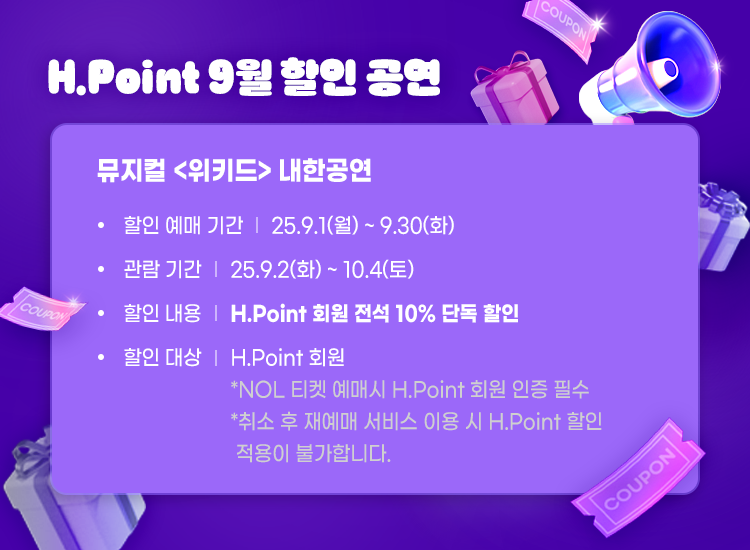 COUPON
H.Point 9월 할인 공연
뮤지컬 <위키드> 내한공연
• 할인 예매 기간 | 25.9.1(월) ~ 9.30(화)
• 관람 기간 | 25.9.2(화) ~ 10.4(토)
• 할인 내용 | H.Point 회원 전석 10% 단독 할인
COUPON
• 할인 대상 | H.Point 회원
*NOL 티켓 예매시 H.Point 회원 인증 필수
*취소 후 재예매 서비스 이용 시 H.Point 할인
적용이 불가합니다.
COUPON